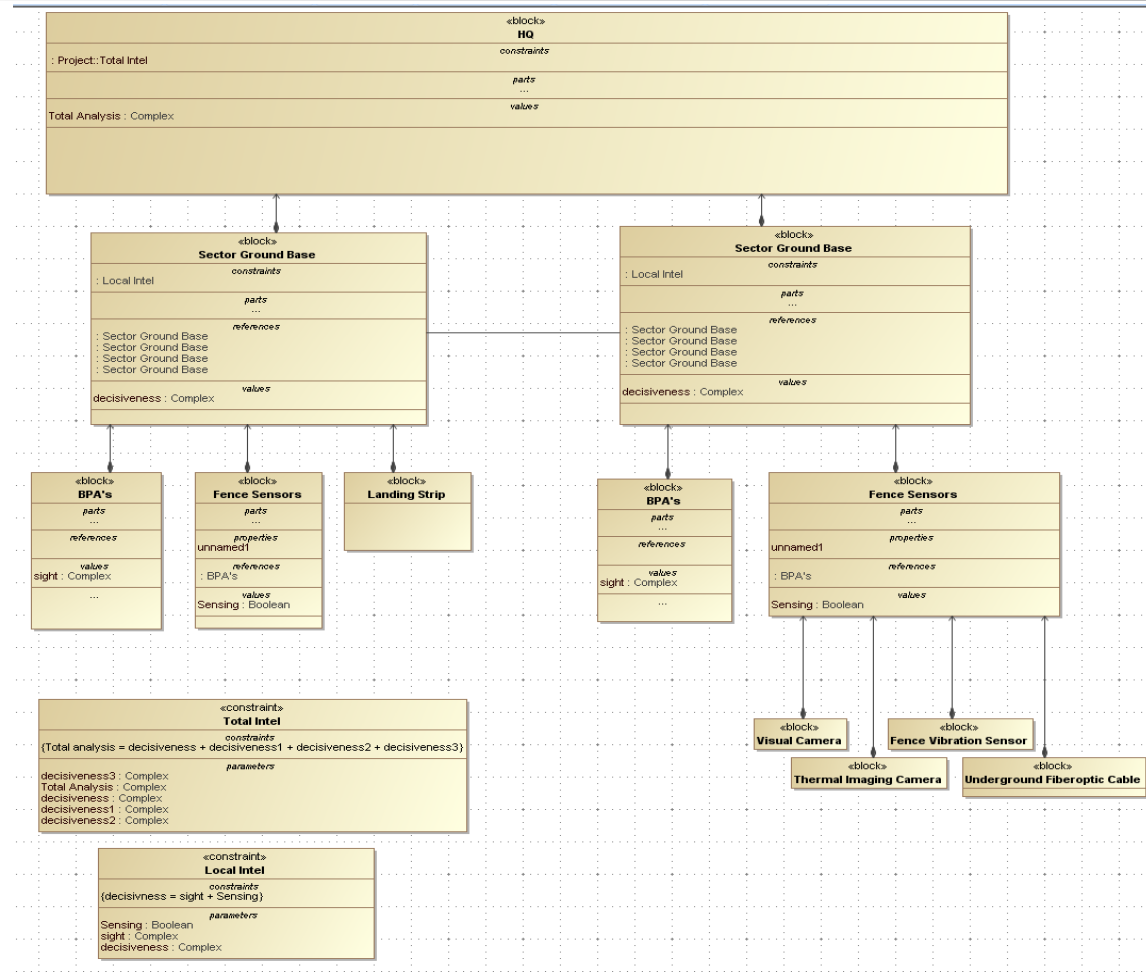 «block»
HQ
constraints
: Project::Total Intel
parts
...
values
Total Analysis : Complex
«block»
Sector Ground Base
constraints
: Local Intel
parts
...
references
: Sector Ground Base
: Sector Ground Base
: Sector Ground Base
: Sector Ground Base
values
decisiveness : Complex
«block»
Sector Ground Base
constraints
: Local Intel
parts
...
references
: Sector Ground Base
: Sector Ground Base
: Sector Ground Base
: Sector Ground Base
values
decisiveness : Complex
«block»
BPA's
parts
...
references
values
sight : Complex
...
«block»
Fence Sensors
parts
...
properties
unnamed1
references
: BPA's
values
Sensing : Boolean
«block»
Landing Strip
«block»
BPA's
parts
...
references
values
sight : Complex
...
«block»
Fence Sensors
parts
...
properties
unnamed1
references
: BPA's
values
Sensing : Boolean
«block»
Visual Camera
«block»
Fence Vibration Sensor
«block»
Thermal Imaging Camera
«block»
Underground Fiberoptic Cable
«constraint»
Total Intel
constraints
{Total analysis = decisiveness + decisiveness1 + decisiveness2 + decisiveness3}
parameters
decisiveness3 : Complex
Total Analysis : Complex
decisiveness : Complex
decisiveness1 : Complex
decisiveness2 : Complex
«constraint»
Local Intel
constraints
{decisivness = sight + Sensing}
parameters
Sensing : Boolean
sight : Complex
decisiveness : Complex